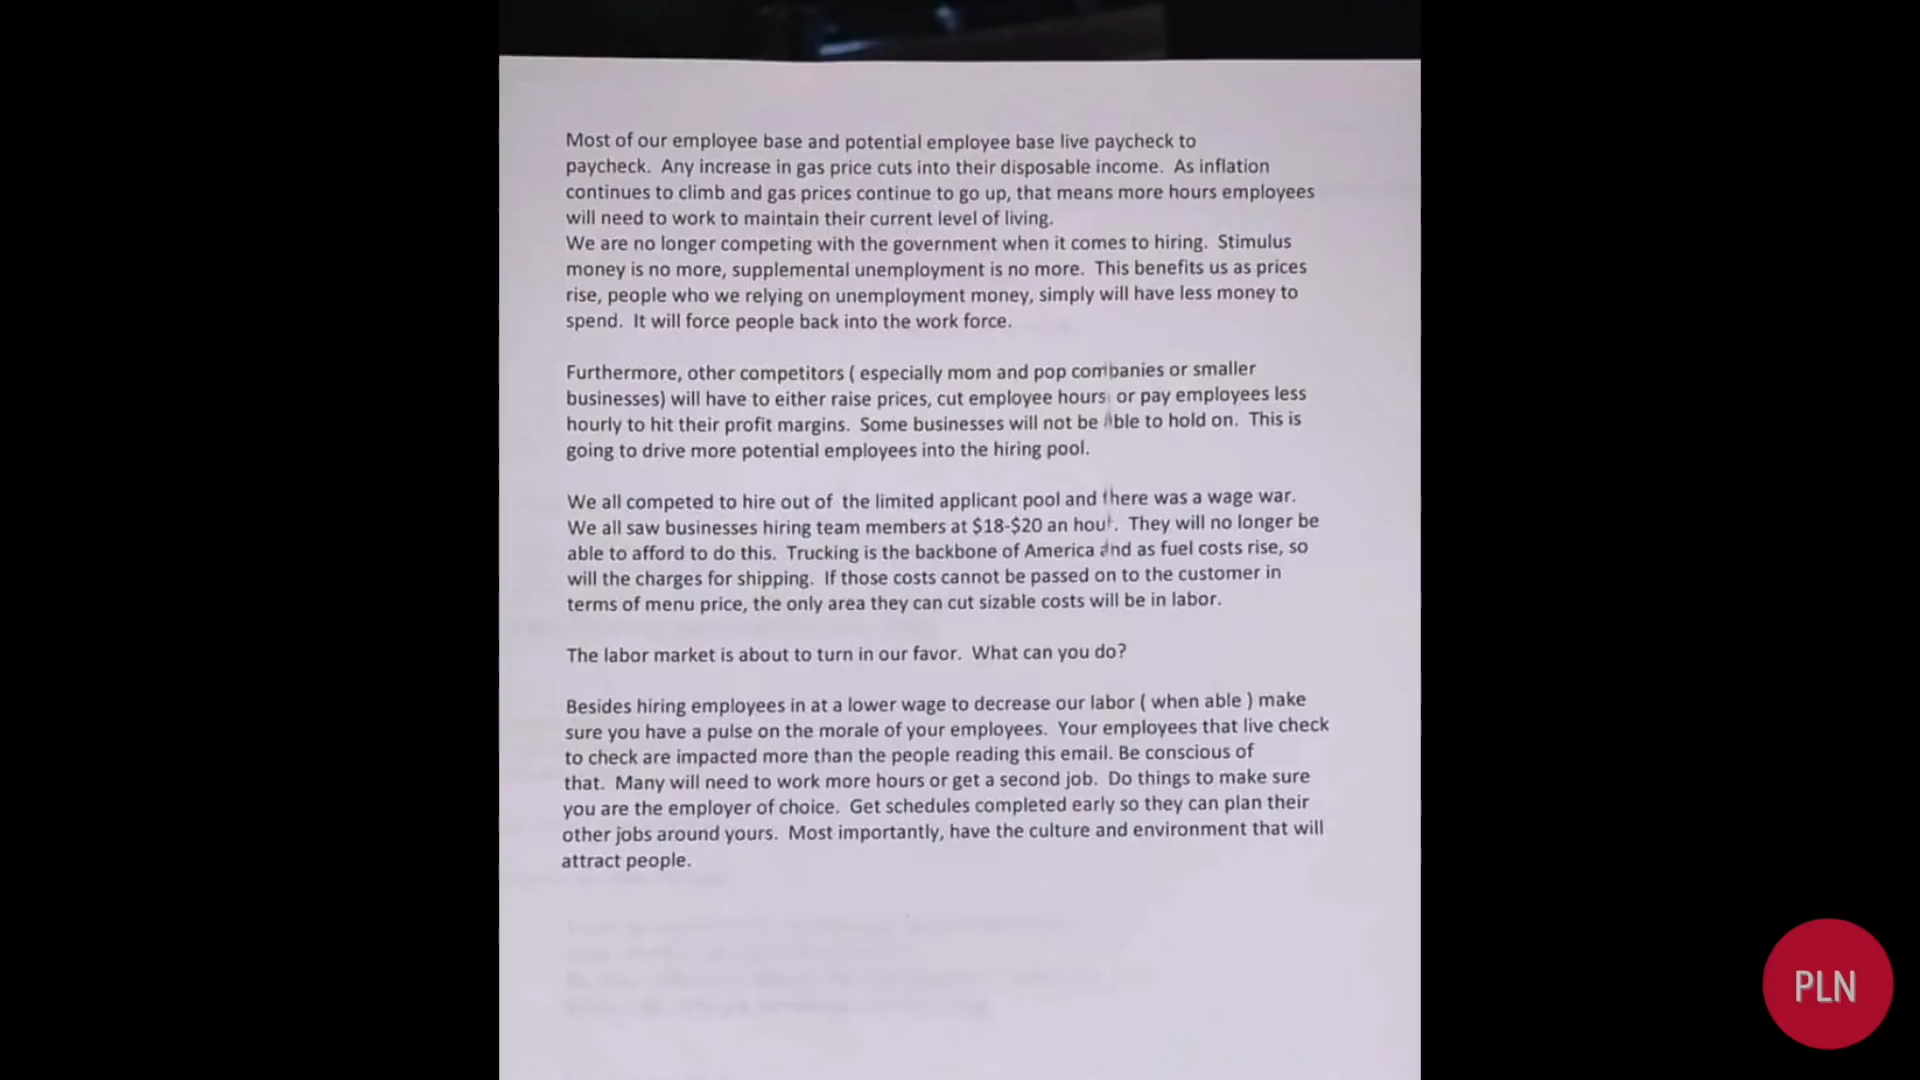 Most of our employee base and potential employee base live paycheck to
paycheck. Any increase in gas price cuts into their disposable income. As inflation
continues to climb and gas prices continue to go up, that means more hours employees
will need to work to maintain their current level of living.
We are no longer competing with the government when it comes to hiring. Stimulus
money is no more, supplemental unemployment is no more. This benefits us as prices
rise, people who we relying on unemployment money, simply will have less money to
spend. It will force people back into the work force.
Furthermore, other competitors ( especially mom and pop companies or smaller
businesses) will have to either raise prices, cut employee hours or pay employees less
hourly to hit their profit margins. Some businesses will not be able to hold on. This is
going to drive more potential employees into the hiring pool.
We all competed to hire out of the limited applicant pool and there was a wage war.
We all saw businesses hiring team members at $18-$20 an hour. They will no longer be
able to afford to do this. Trucking is the backbone of America and as fuel costs rise, so
will the charges for shipping. If those costs cannot be passed on to the customer in
terms of menu price, the only area they can cut sizable costs will be in labor.
The labor market is about to turn in our favor. What can you do?
Besides hiring employees in at a lower wage to decrease our labor ( when able ) make
sure you have a pulse on the morale of your employees. Your employees that live check
to check are impacted more than the people reading this email. Be conscious of
that. Many will need to work more hours or get a second job. Do things to make sure
you are the employer of choice. Get schedules completed early so they can plan their
other jobs around yours. Most importantly, have the culture and environment that will
attract people.
PLN